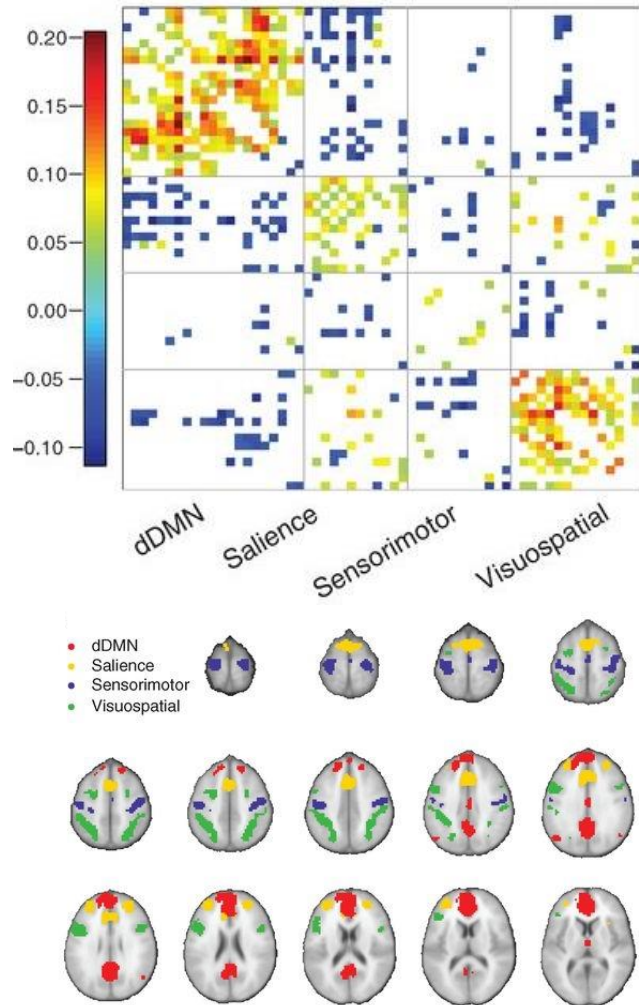 0.20
0.15
0.10
0.05
0.00
−0.05
−0.10
dDMN
Salience
Sensorimotor
Visuospatial
dDMN
Salience
Sensorimotor
Visuospatial